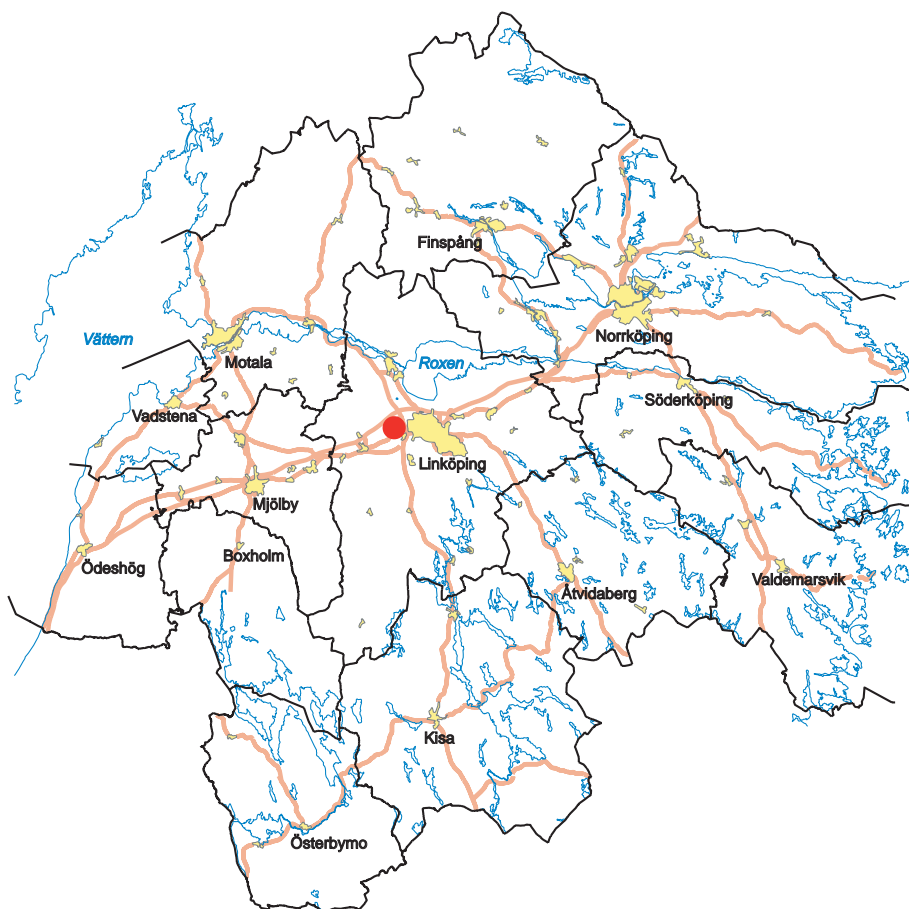 Finspång
Norrköping
Vättern
Motala
Roxen
Söderköping
Vadstena
Linköping
Mjölby
Boxholm
Ödeshög
Åtvidaberg
Valdemarsvik
Kisa
Österbymo